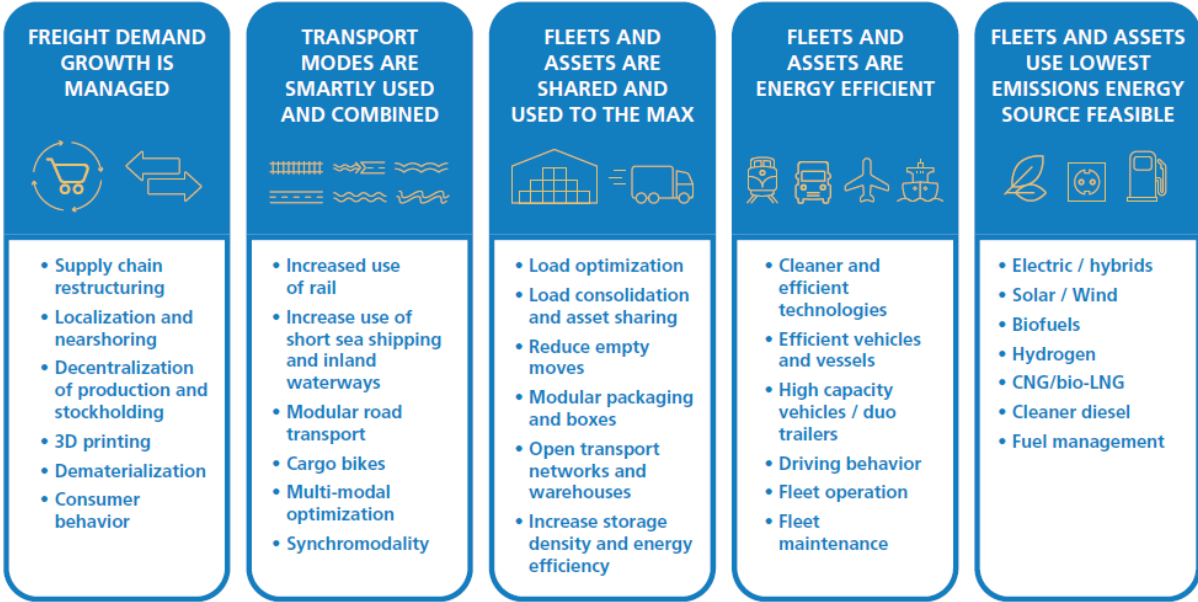 FREIGHT DEMAND
GROWTH IS
MANAGED
• Supply chain
restructuring
• Localization and
nearshoring
• Decentralization
of production and
stockholding
• 3D printing
• Dematerialization
• Consumer
behavior
TRANSPORT
MODES ARE
SMARTLY USED
AND COMBINED
• Increased use
of rail
• Increase use of
short sea shipping
and inland
waterways
• Modular road
transport
• Cargo bikes
• Multi-modal
optimization
• Synchromodality
FLEETS AND
ASSETS ARE
SHARED AND
USED TO THE MAX
• Load optimization
• Load consolidation
and asset sharing
• Reduce empty
moves
• Modular packaging
and boxes
• Open transport
networks and
warehouses
• Increase storage
density and energy
efficiency
FLEETS AND
ASSETS ARE
ENERGY EFFICIENT
• Cleaner and
efficient
technologies
• Efficient vehicles
and vessels
• High capacity
vehicles / duo
trailers
• Driving behavior
• Fleet operation
• Fleet
maintenance
FLEETS AND ASSETS
USE LOWEST
EMISSIONS ENERGY
SOURCE FEASIBLE
• Electric / hybrids
• Solar / Wind
• Biofuels
• Hydrogen
• CNG/bio-LNG
• Cleaner diesel
• Fuel management